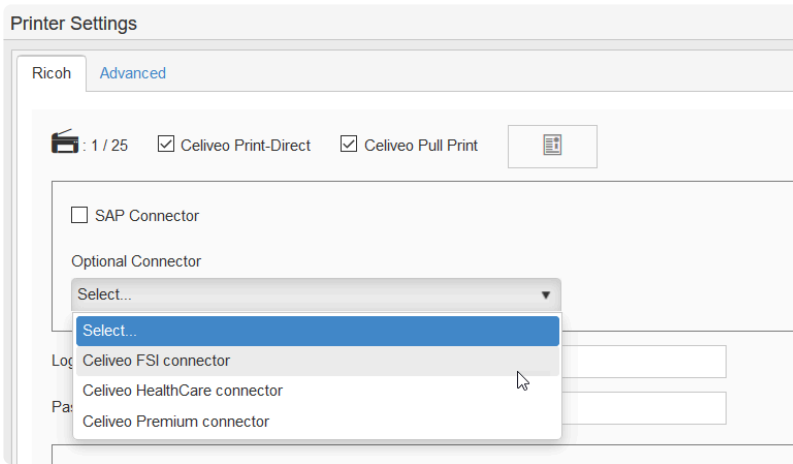 Printer Settings
Ricoh Advanced
: 1 / 25 Celiveo Print-Direct Celiveo Pull Print
SAP Connector
Optional Connector
Select...
Select...
Celiveo FSI connector
Celiveo HealthCare connector
Celiveo Premium connector